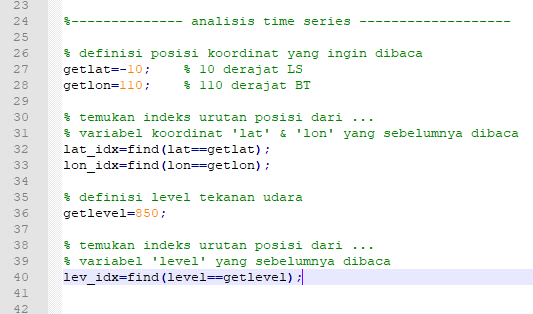 23
24 %-------------- analisis time series -------------------
25
26 % definisi posisi koordinat yang ingin dibaca
27 getlat=-10;    % 10 derajat LS
28 getlon=110;    % 110 derajat BT
29
30 % temukan indeks urutan posisi dari ...
31 % variabel koordinat 'lat' & 'lon' yang sebelumnya dibaca
32 lat_idx=find(lat==getlat);
33 lon_idx=find(lon==getlon);
34
35 % definisi level tekanan udara
36 getlevel=850;
37
38 % temukan indeks urutan posisi dari ...
39 % variabel 'level' yang sebelumnya dibaca
40 lev_idx=find(level==getlevel);
41
42